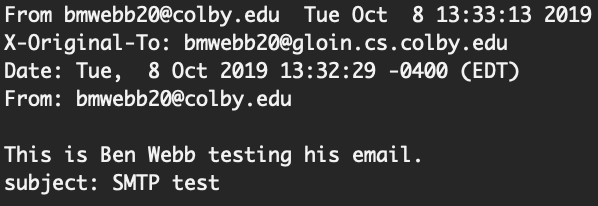 From bmwebb20@colby.edu  Tue Oct  8 13:33:13 2019
X-Original-To: bmwebb20@gloin.cs.colby.edu
Date: Tue,  8 Oct 2019 13:32:29 -0400 (EDT)
From: bmwebb20@colby.edu

This is Ben Webb testing his email.
subject: SMTP test